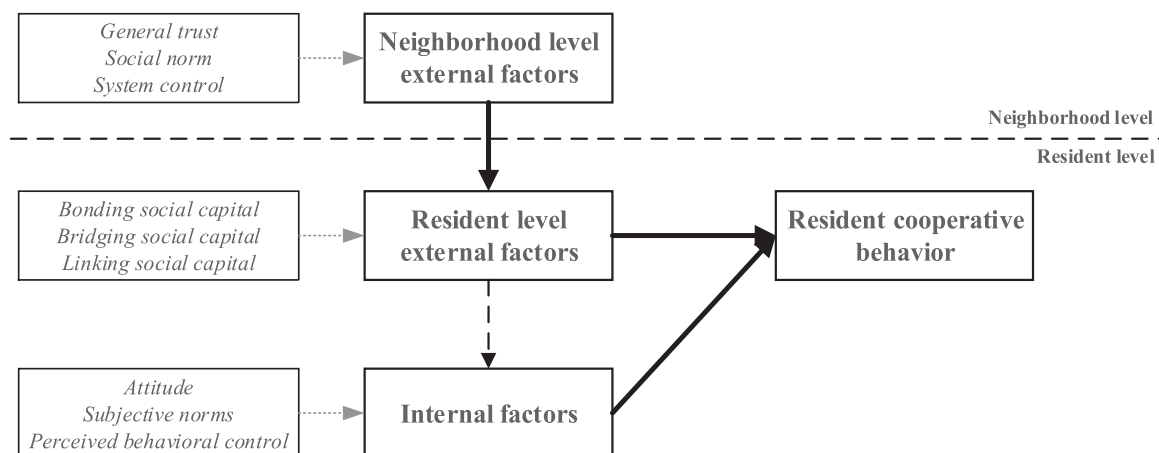 General trust
Social norm
System control
Neighborhood level
external factors
Neighborhood level
Resident level
Bonding social capital
Bridging social capital
Linking social capital
Resident level
external factors
Resident cooperative
behavior
Attitude
Subjective norms
Perceived behavioral control
Internal factors